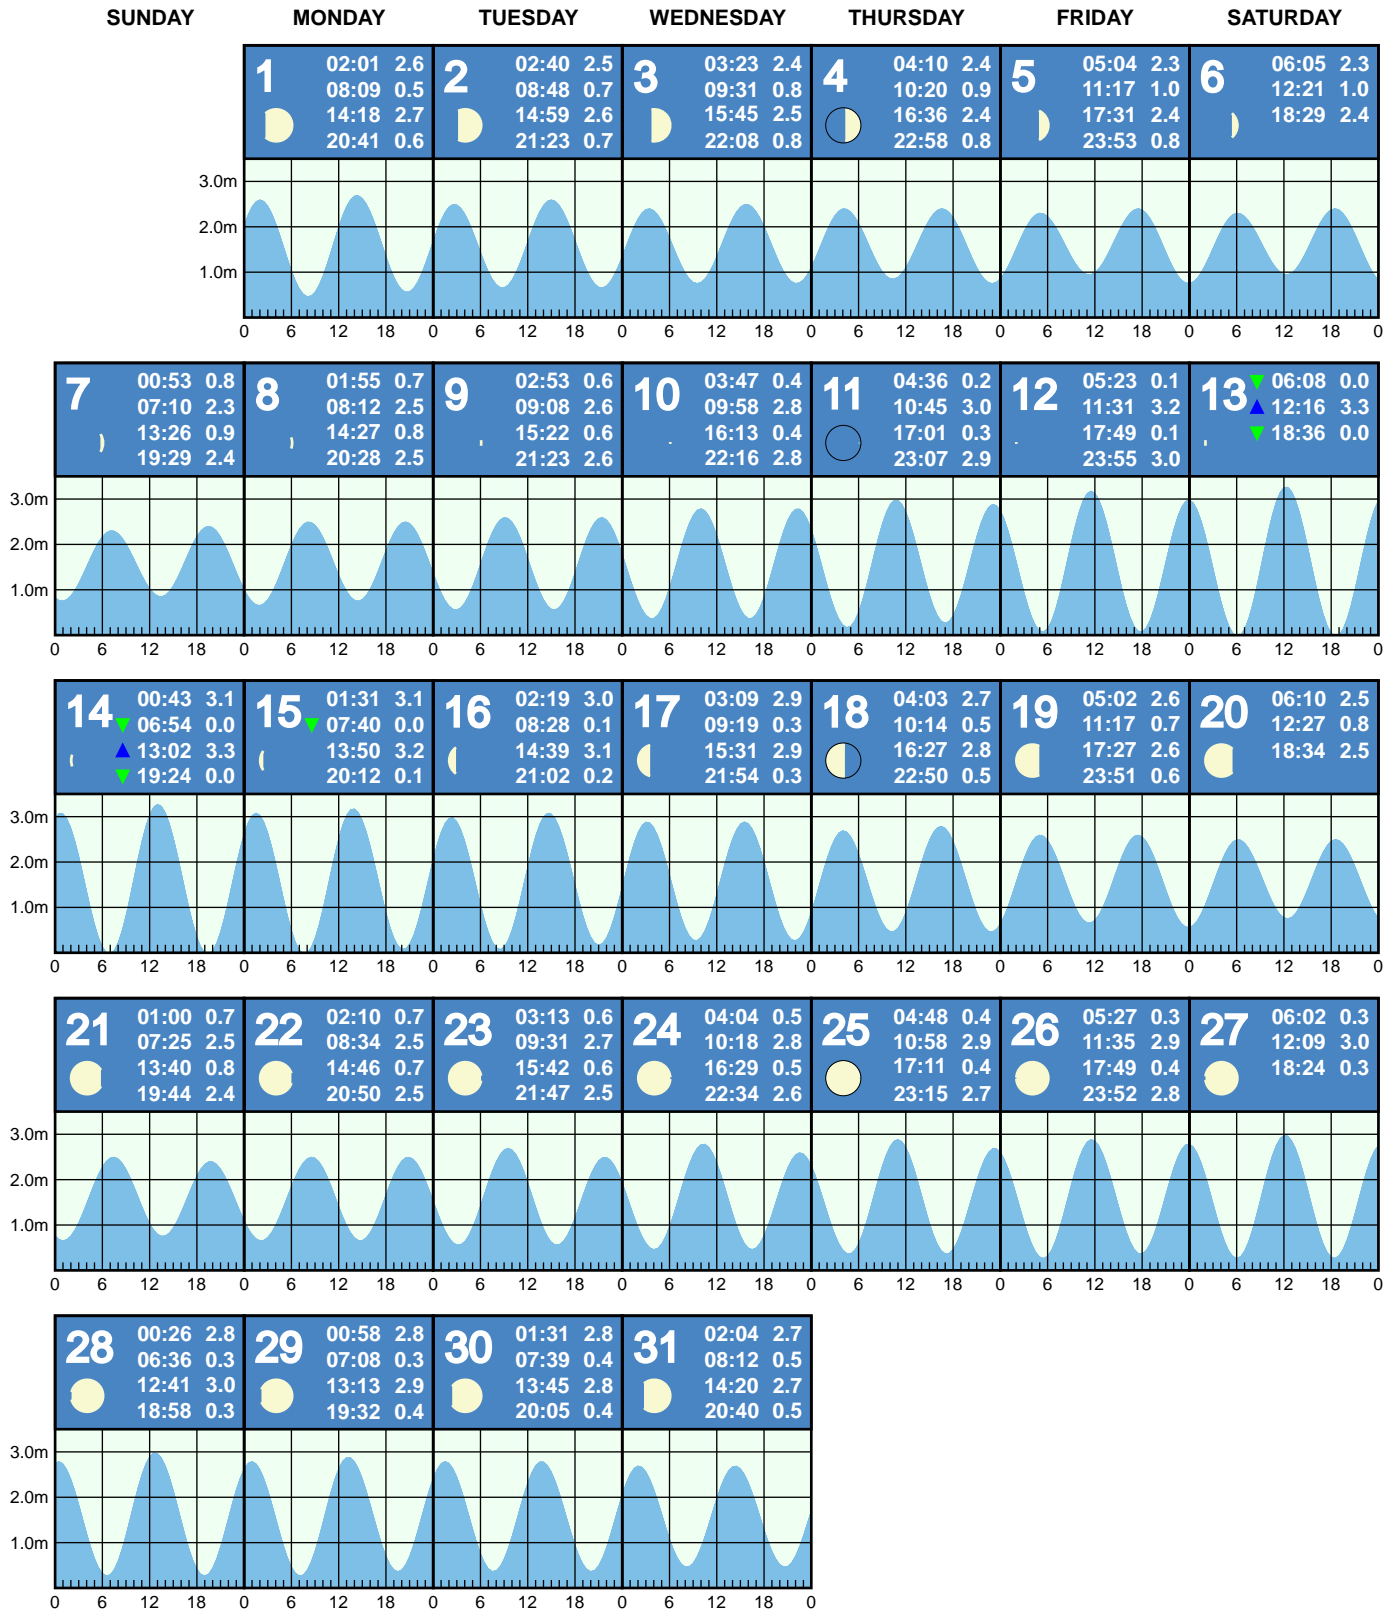 SUNDAY MONDAY TUESDAY WEDNESDAY THURSDAY FRIDAY SATURDAY
1 02:01 2.6
08:09 0.5
14:18 2.7
20:41 0.6
2 02:40 2.5
08:48 0.7
14:59 2.6
21:23 0.7
3 03:23 2.4
09:31 0.8
15:45 2.5
22:08 0.8
4 04:10 2.4
10:20 0.9
16:36 2.4
22:58 0.8
5 05:04 2.3
11:17 1.0
17:31 2.4
23:53 0.8
6 06:05 2.3
12:21 1.0
18:29 2.4
3.0m
2.0m
1.0m
0 6 12 18 0 6 12 18 0 6 12 18 0 6 12 18 0 6 12 18 0 6 12 18 0
7 00:53 0.8
07:10 2.3
13:26 0.9
19:29 2.4
8 01:55 0.7
08:12 2.5
14:27 0.8
20:28 2.5
9 02:53 0.6
09:08 2.6
15:22 0.6
21:23 2.6
10 03:47 0.4
09:58 2.8
16:13 0.4
22:16 2.8
11 04:36 0.2
10:45 3.0
17:01 0.3
23:07 2.9
12 05:23 0.1
11:31 3.2
17:49 0.1
23:55 3.0
13 06:08 0.0
12:16 3.3
18:36 0.0
3.0m
2.0m
1.0m
0 6 12 18 0 6 12 18 0 6 12 18 0 6 12 18 0 6 12 18 0 6 12 18 0 6 12 18 0
14 00:43 3.1
06:54 0.0
13:02 3.3
19:24 0.0
15 01:31 3.1
07:40 0.0
13:50 3.2
20:12 0.1
16 02:19 3.0
08:28 0.1
14:39 3.1
21:02 0.2
17 03:09 2.9
09:19 0.3
15:31 2.9
21:54 0.3
18 04:03 2.7
10:14 0.5
16:27 2.8
22:50 0.5
19 05:02 2.6
11:17 0.7
17:27 2.6
23:51 0.6
20 06:10 2.5
12:27 0.8
18:34 2.5
3.0m
2.0m
1.0m
0 6 12 18 0 6 12 18 0 6 12 18 0 6 12 18 0 6 12 18 0 6 12 18 0 6 12 18 0
21 01:00 0.7
07:25 2.5
13:40 0.8
19:44 2.4
22 02:10 0.7
08:34 2.5
14:46 0.7
20:50 2.5
23 03:13 0.6
09:31 2.7
15:42 0.6
21:47 2.5
24 04:04 0.5
10:18 2.8
16:29 0.5
22:34 2.6
25 04:48 0.4
10:58 2.9
17:11 0.4
23:15 2.7
26 05:27 0.3
11:35 2.9
17:49 0.4
23:52 2.8
27 06:02 0.3
12:09 3.0
18:24 0.3
3.0m
2.0m
1.0m
0 6 12 18 0 6 12 18 0 6 12 18 0 6 12 18 0 6 12 18 0 6 12 18 0 6 12 18 0
28 00:26 2.8
06:36 0.3
12:41 3.0
18:58 0.3
29 00:58 2.8
07:08 0.3
13:13 2.9
19:32 0.4
30 01:31 2.8
07:39 0.4
13:45 2.8
20:05 0.4
31 02:04 2.7
08:12 0.5
14:20 2.7
20:40 0.5
3.0m
2.0m
1.0m
0 6 12 18 0 6 12 18 0 6 12 18 0 6 12 18 0